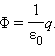 Φ = 1/ε₀ q.